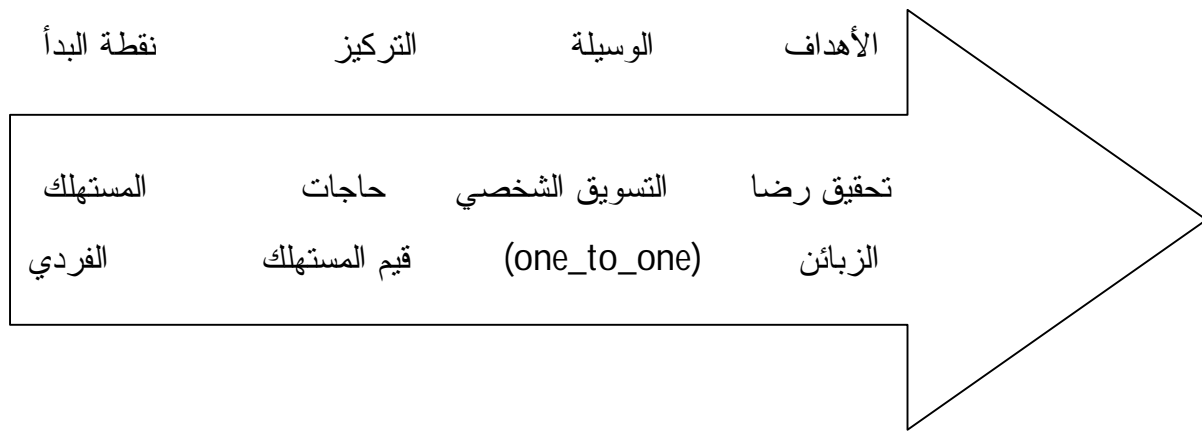 الأهداف الوسيلة التركيز نقطة البدأ
تحقيق رضا التسويق الشخصي حاجات المستهلك
الزبائن (one_to_one) قيم المستهلك الفردي